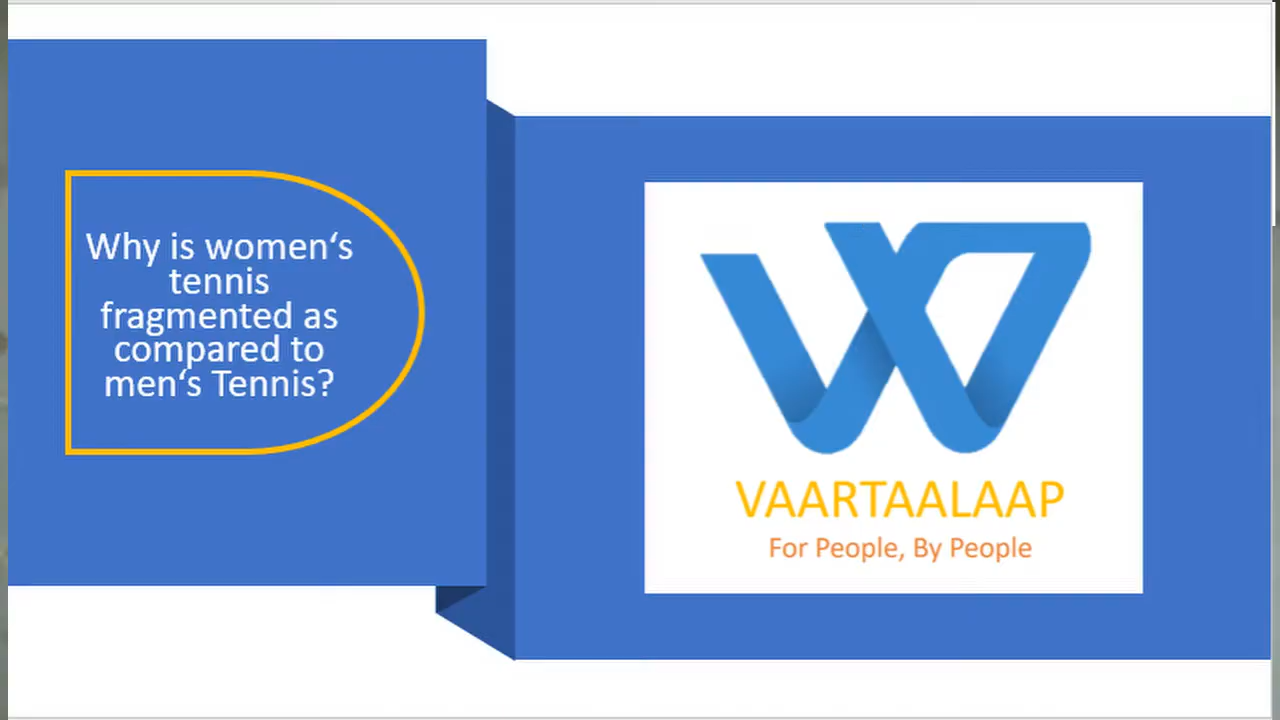 Why is women‘s
tennis
fragmented as
compared to
men‘s Tennis?
VAARTAALAAP
For People, By People